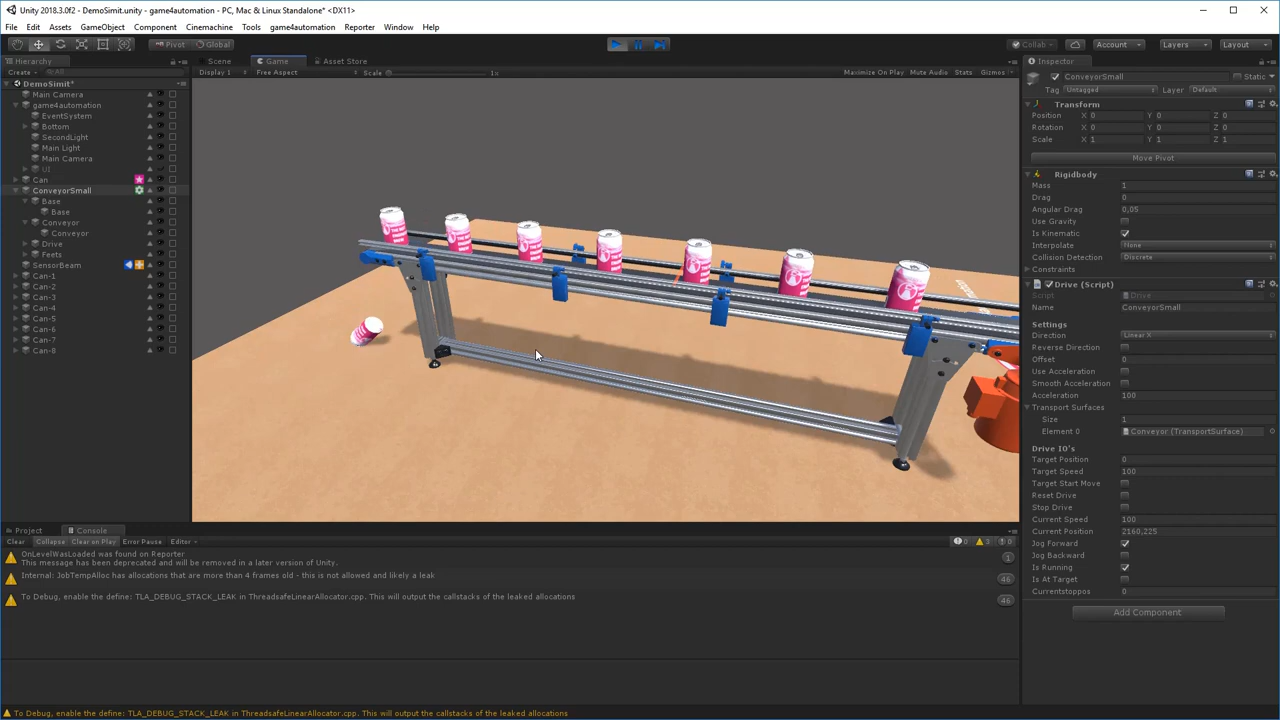 Unity 2018.3.0f2 - DemoSimit.unity - game4automation - PC, Mac & Linux Standalone* <DX11>
File Edit Assets GameObject Component Cinemachine Tools game4automation Reporter Window Help
Pivot Global Collab Account Layers Layout
Hierarchy
Create All
DemoSimit*
Main Camera
game4automation
EventSystem
Bottom
SecondLight
Main Light
Main Camera
UI
Can
ConveyorSmall
Base
Base
Conveyor
Conveyor
Drive
Feets
SensorBeam
Can-1
Can-2
Can-3
Can-4
Can-5
Can-6
Can-7
Can-8
Scene Game Asset Store
Display 1 Free Aspect Scale 1x Maximize On Play Mute Audio Stats Gizmos
Inspector
ConveyorSmall Static
Tag Untagged Layer Default
Transform
Position X 0 Y 0 Z 0
Rotation X 0 Y 0 Z 0
Scale X 1 Y 1 Z 1
Move Pivot
Rigidbody
Mass 1
Drag 0
Angular Drag 0,05
Use Gravity
Is Kinematic
Interpolate None
Collision Detection Discrete
Constraints
Drive (Script)
Script Drive
Name ConveyorSmall
Settings
Direction Linear X
Reverse Direction
Offset 0
Use Acceleration
Smooth Acceleration
Acceleration 100
Transport Surfaces
Size 1
Element 0 Conveyor (TransportSurface)
Drive IO's
Target Position 0
Target Speed 100
Target Start Move
Reset Drive
Stop Drive
Current Speed 100
Current Position 2160,225
Jog Forward
Jog Backward
Is Running
Is At Target
Currentstoppos 0
Add Component
Project Console
Clear Collapse Clear on Play Error Pause Editor 0 3 0
OnLevelWasLoaded was found on Reporter
This message has been deprecated and will be removed in a later version of Unity. 1
Internal: JobTempAlloc has allocations that are more than 4 frames old - this is not allowed and likely a leak 46
To Debug, enable the define: TLA_DEBUG_STACK_LEAK in ThreadsafeLinearAllocator.cpp. This will output the callstacks of the leaked allocations 46
To Debug, enable the define: TLA_DEBUG_STACK_LEAK in ThreadsafeLinearAllocator.cpp. This will output the callstacks of the leaked allocations